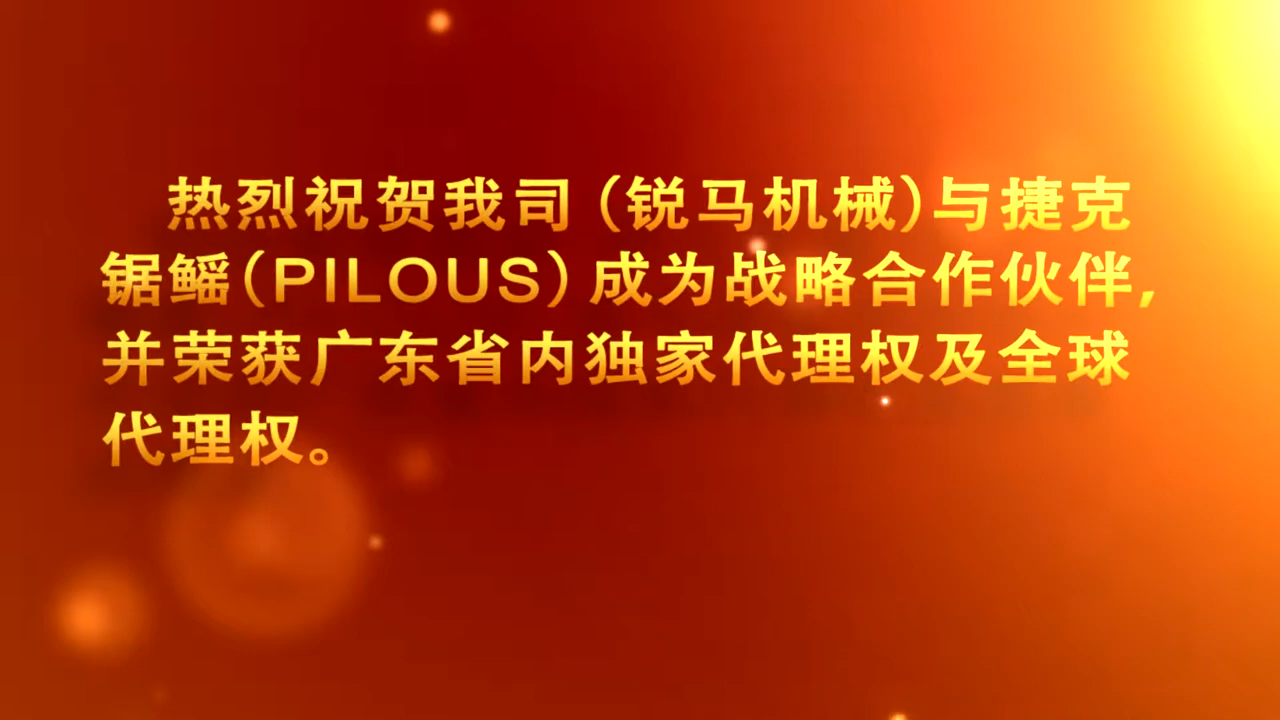 热烈祝贺我司（锐马机械）与捷克
锯鳐（PILOUS）成为战略合作伙伴，
并荣获广东省内独家代理权及全球
代理权。